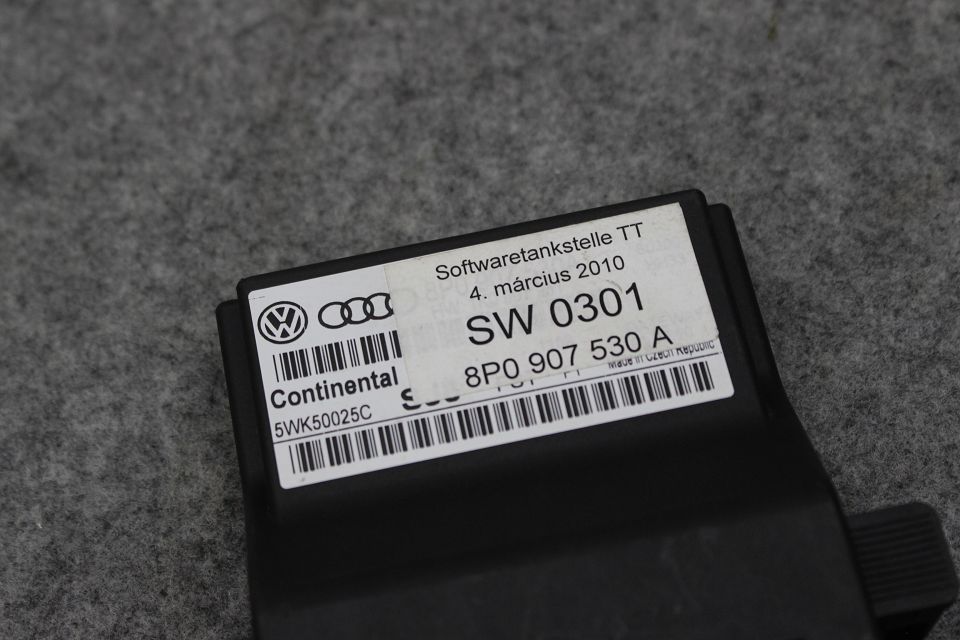 Softwaretankstelle TT
4. március 2010
SW 0301
8P0 907 530 A
Continental
Made in Czech Republic
5WK50025C